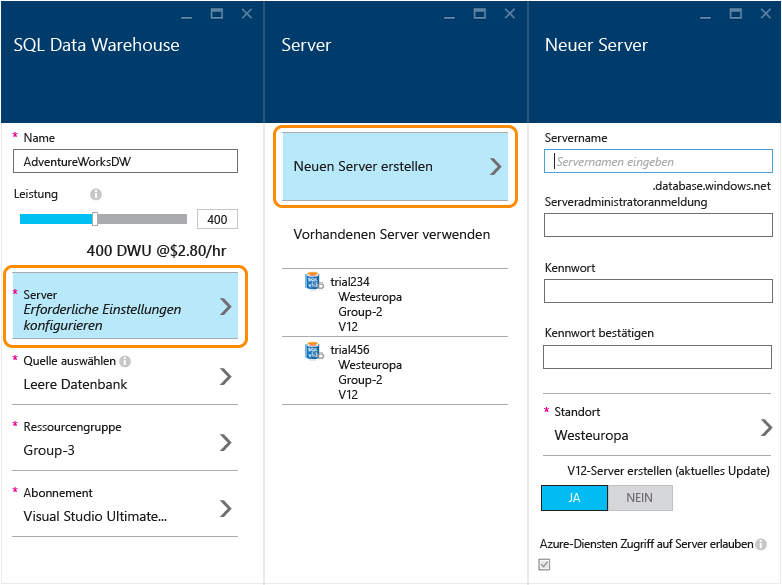 SQL Data Warehouse
* Name
AdventureWorksDW
Leistung
400
400 DWU @$2.80/hr
* Server
Erforderliche Einstellungen
konfigurieren
* Quelle auswählen
Leere Datenbank
* Ressourcengruppe
Group-3
* Abonnement
Visual Studio Ultimate...
Server
Neuen Server erstellen
Vorhandenen Server verwenden
trial234
Westeuropa
Group-2
V12
trial456
Westeuropa
Group-2
V12
Neuer Server
Servername
Servernamen eingeben
.database.windows.net
Serveradministratoranmeldung
Kennwort
Kennwort bestätigen
* Standort
Westeuropa
V12-Server erstellen (aktuelles Update)
JA NEIN
Azure-Diensten Zugriff auf Server erlauben